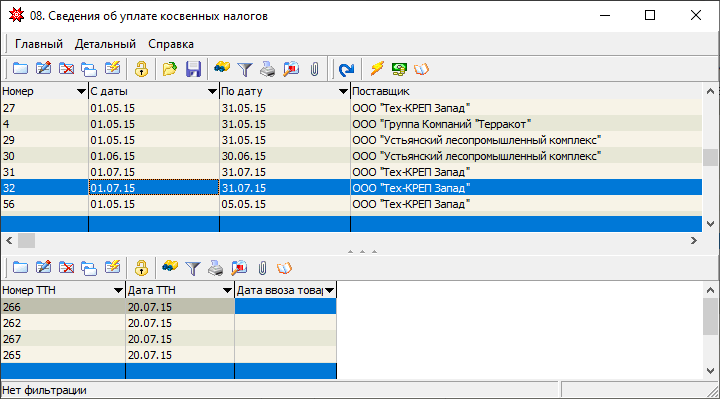 08. Сведения об уплате косвенных налогов
Главный Детальный Справка
Номер С даты По дату Поставщик
27 01.05.15 31.05.15 ООО "Тех-КРЕП Запад"
4 01.05.15 31.05.15 ООО "Группа Компаний "Терракот"
29 01.05.15 31.05.15 ООО "Устьянский лесопромышленный комплекс"
30 01.06.15 30.06.15 ООО "Устьянский лесопромышленный комплекс"
31 01.07.15 31.07.15 ООО "Тех-КРЕП Запад"
32 01.07.15 31.07.15 ООО "Тех-КРЕП Запад"
56 01.05.15 05.05.15 ООО "Тех-КРЕП Запад"
Номер ТТН Дата ТТН Дата ввоза товар
266 20.07.15
262 20.07.15
267 20.07.15
265 20.07.15
Нет фильтрации